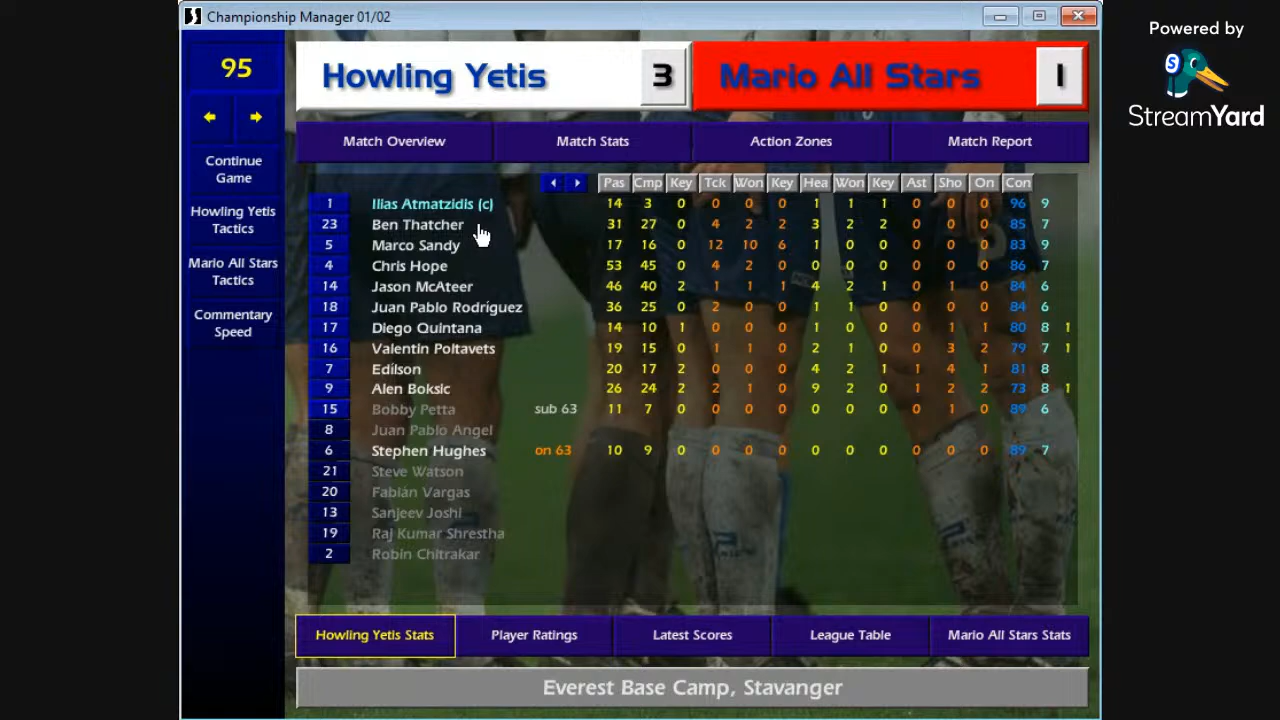 Championship Manager 01/02
Powered by
StreamYard
95
Howling Yetis 3 Mario All Stars 1
Continue Game
Howling Yetis Tactics
Mario All Stars Tactics
Commentary Speed
Match Overview Match Stats Action Zones Match Report
Pas Cmp Key Tck Won Key Hea Won Key Ast Sho On Con
1 Ilias Atmatzidis (c) 14 3 0 0 0 0 1 1 1 0 0 0 96 9
23 Ben Thatcher 31 27 0 4 2 2 3 2 2 0 0 0 85 7
5 Marco Sandy 17 16 0 12 10 6 1 0 0 0 0 0 83 9
4 Chris Hope 53 45 0 4 2 0 0 0 0 0 0 0 86 7
14 Jason McAteer 46 40 2 1 1 1 4 2 1 0 1 0 84 6
18 Juan Pablo Rodríguez 36 25 0 2 0 0 1 1 0 0 0 0 84 6
17 Diego Quintana 14 10 1 0 0 0 1 0 0 0 1 1 80 8 1
16 Valentin Poltavets 19 15 0 1 1 0 2 1 0 0 3 2 79 7 1
7 Edílson 20 17 2 0 0 0 4 2 1 1 4 1 81 8
9 Alen Boksic 26 24 2 2 1 0 9 2 0 1 2 2 73 8 1
15 Bobby Petta sub 63 11 7 0 0 0 0 0 0 0 0 1 0 89 6
8 Juan Pablo Angel
6 Stephen Hughes on 63 10 9 0 0 0 0 0 0 0 0 0 0 89 7
21 Steve Watson
20 Fabián Vargas
13 Sanjeev Joshi
19 Raj Kumar Shrestha
2 Robin Chitrakar
Howling Yetis Stats Player Ratings Latest Scores League Table Mario All Stars Stats
Everest Base Camp, Stavanger